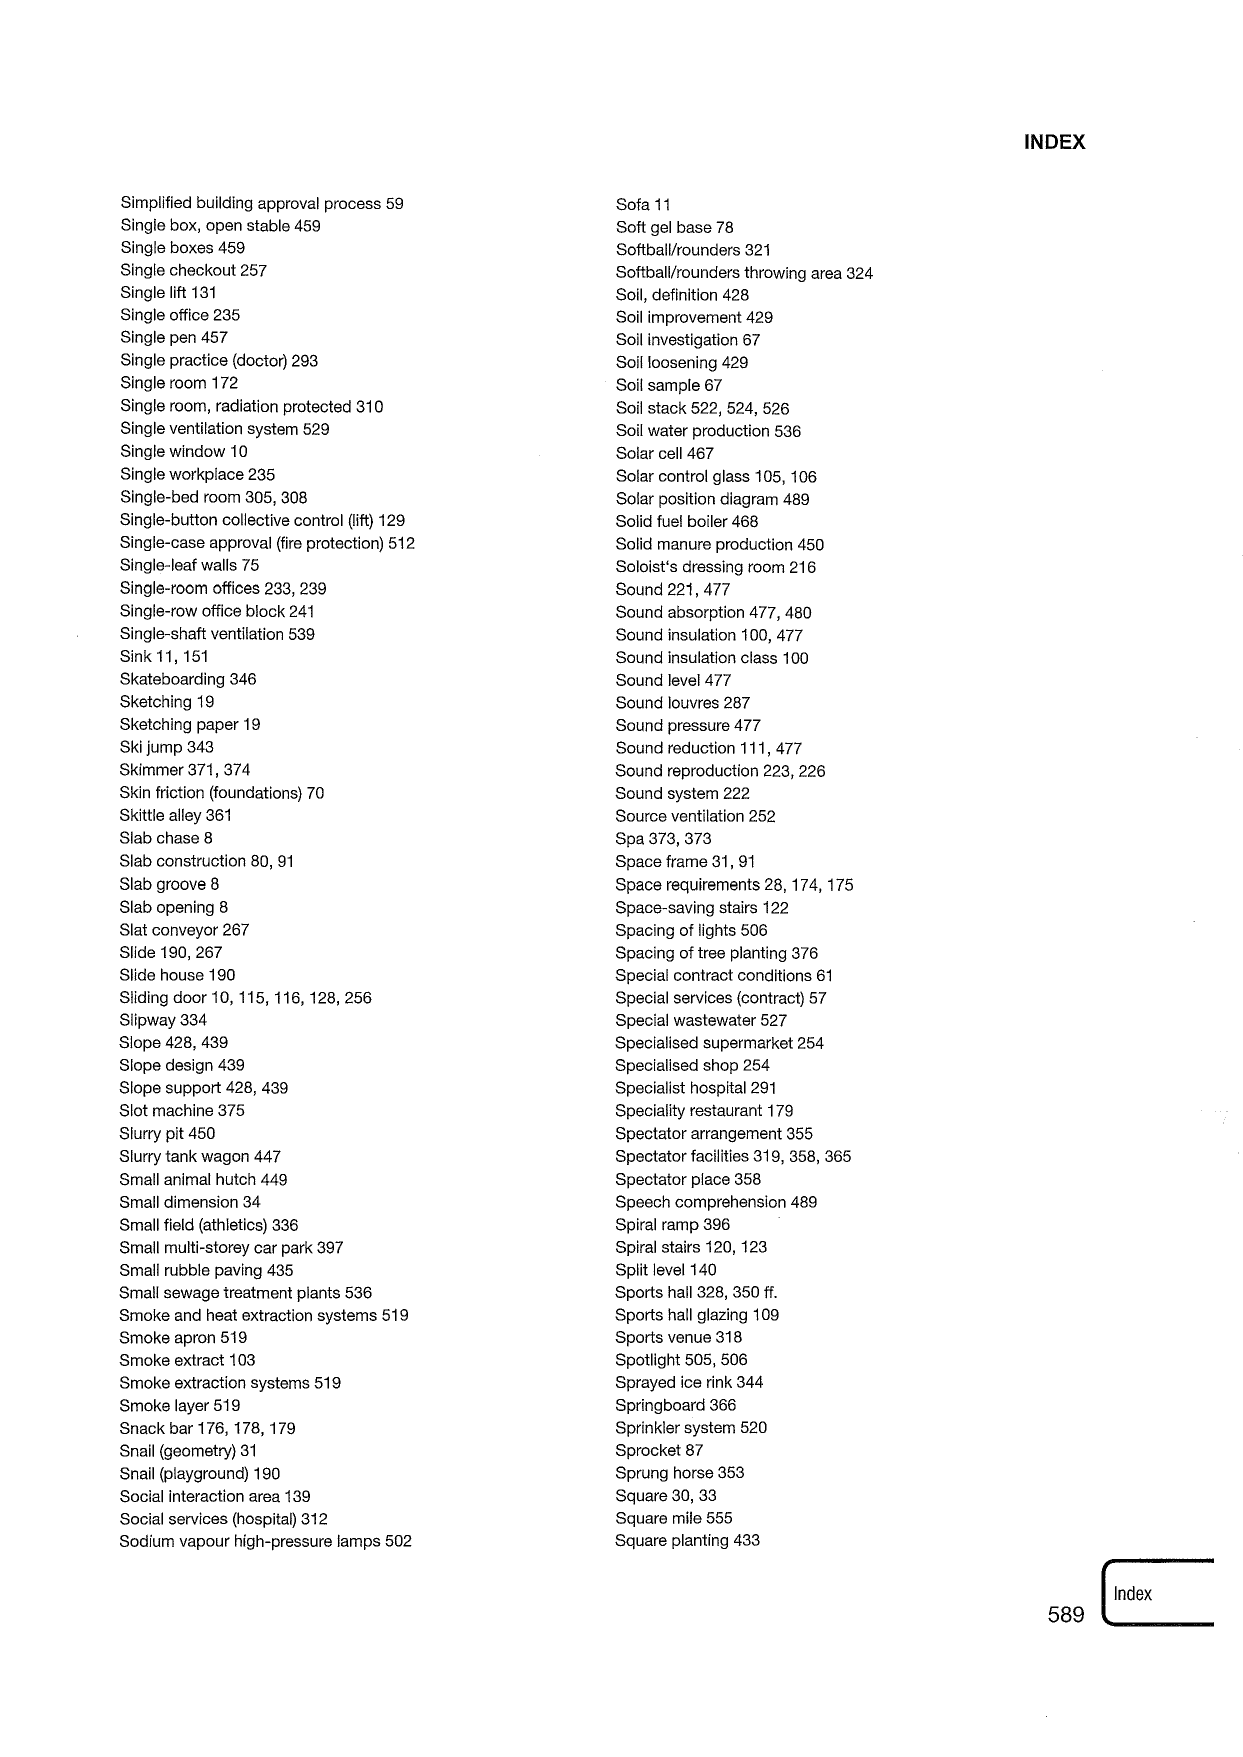 INDEX
Simplified building approval process 59
Single box, open stable 459
Single boxes 459
Single checkout 257
Single lift 131
Single office 235
Single pen 457
Single practice (doctor) 293
Single room 172
Single room, radiation protected 310
Single ventilation system 529
Single window 10
Single workplace 235
Single-bed room 305, 308
Single-button collective control (lift) 129
Single-case approval (fire protection) 512
Single-leaf walls 75
Single-room offices 233, 239
Single-row office block 241
Single-shaft ventilation 539
Sink 11, 151
Skateboarding 346
Sketching 19
Sketching paper 19
Ski jump 343
Skimmer 371, 374
Skin friction (foundations) 70
Skittle alley 361
Slab chase 8
Slab construction 80, 91
Slab groove 8
Slab opening 8
Slat conveyor 267
Slide 190, 267
Slide house 190
Sliding door 10, 115, 116, 128, 256
Slipway 334
Slope 428, 439
Slope design 439
Slope support 428, 439
Slot machine 375
Slurry pit 450
Slurry tank wagon 447
Small animal hutch 449
Small dimension 34
Small field (athletics) 336
Small multi-storey car park 397
Small rubble paving 435
Small sewage treatment plants 536
Smoke and heat extraction systems 519
Smoke apron 519
Smoke extract 103
Smoke extraction systems 519
Smoke layer 519
Snack bar 176, 178, 179
Snail (geometry) 31
Snail (playground) 190
Social interaction area 139
Social services (hospital) 312
Sodium vapour high-pressure lamps 502
Sofa 11
Soft gel base 78
Softball/rounders 321
Softball/rounders throwing area 324
Soil, definition 428
Soil improvement 429
Soil investigation 67
Soil loosening 429
Soil sample 67
Soil stack 522, 524, 526
Soil water production 536
Solar cell 467
Solar control glass 105, 106
Solar position diagram 489
Solid fuel boiler 468
Solid manure production 450
Soloist‘s dressing room 216
Sound 221, 477
Sound absorption 477, 480
Sound insulation 100, 477
Sound insulation class 100
Sound level 477
Sound louvres 287
Sound pressure 477
Sound reduction 111, 477
Sound reproduction 223, 226
Sound system 222
Source ventilation 252
Spa 373, 373
Space frame 31, 91
Space requirements 28, 174, 175
Space-saving stairs 122
Spacing of lights 506
Spacing of tree planting 376
Special contract conditions 61
Special services (contract) 57
Special wastewater 527
Specialised supermarket 254
Specialised shop 254
Specialist hospital 291
Speciality restaurant 179
Spectator arrangement 355
Spectator facilities 319, 358, 365
Spectator place 358
Speech comprehension 489
Spiral ramp 396
Spiral stairs 120, 123
Split level 140
Sports hall 328, 350 ff.
Sports hall glazing 109
Sports venue 318
Spotlight 505, 506
Sprayed ice rink 344
Springboard 366
Sprinkler system 520
Sprocket 87
Sprung horse 353
Square 30, 33
Square mile 555
Square planting 433
Index
589